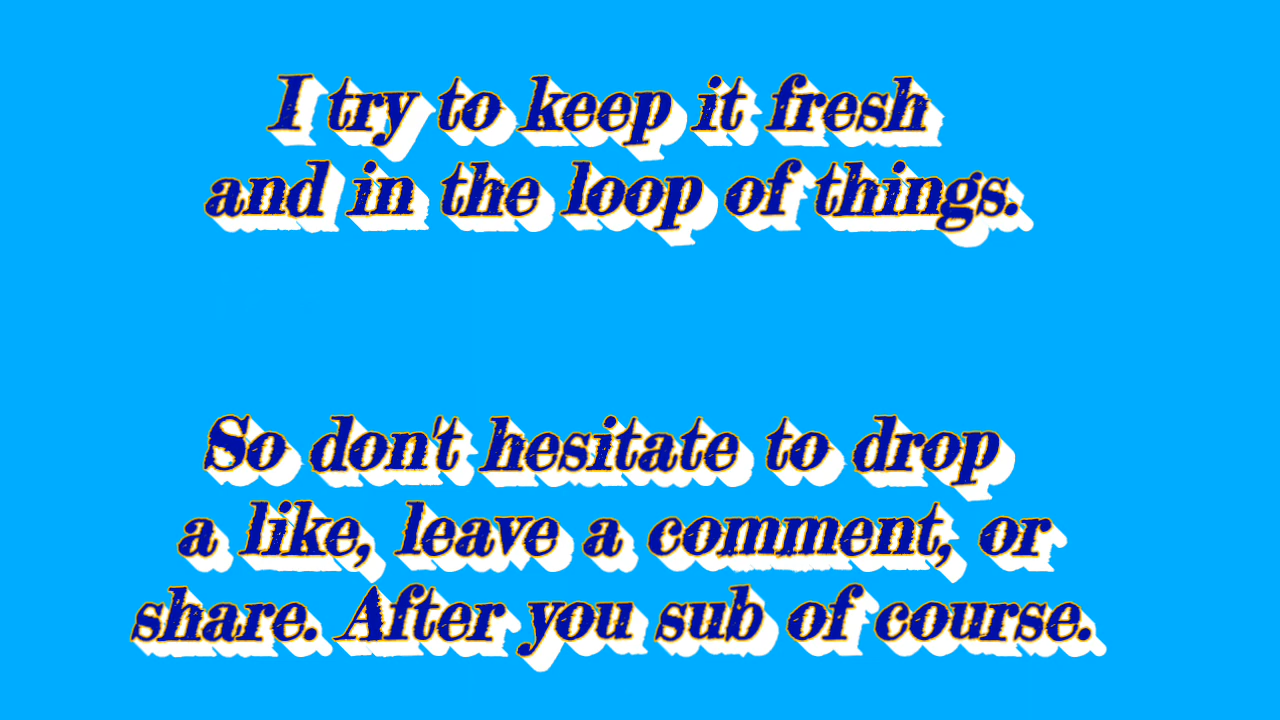 I try to keep it fresh
and in the loop of things.
So don't hesitate to drop
a like, leave a comment, or
share. After you sub of course.